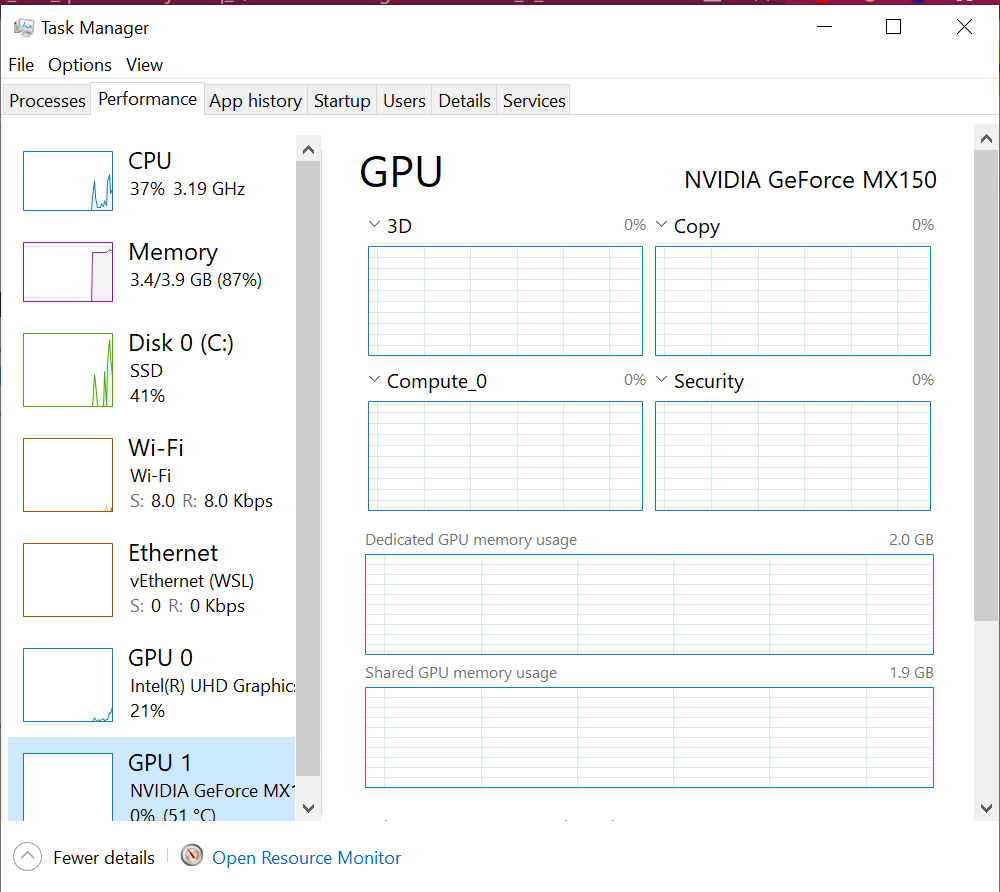 Task Manager
File Options View
Processes Performance App history Startup Users Details Services
CPU
37% 3.19 GHz
Memory
3.4/3.9 GB (87%)
Disk 0 (C:)
SSD
41%
Wi-Fi
Wi-Fi
S: 8.0 R: 8.0 Kbps
Ethernet
vEthernet (WSL)
S: 0 R: 0 Kbps
GPU 0
Intel(R) UHD Graphics
21%
GPU 1
NVIDIA GeForce MX1
0% (51 °C)
GPU NVIDIA GeForce MX150
3D 0% Copy 0%
Compute_0 0% Security 0%
Dedicated GPU memory usage 2.0 GB
Shared GPU memory usage 1.9 GB
Fewer details Open Resource Monitor